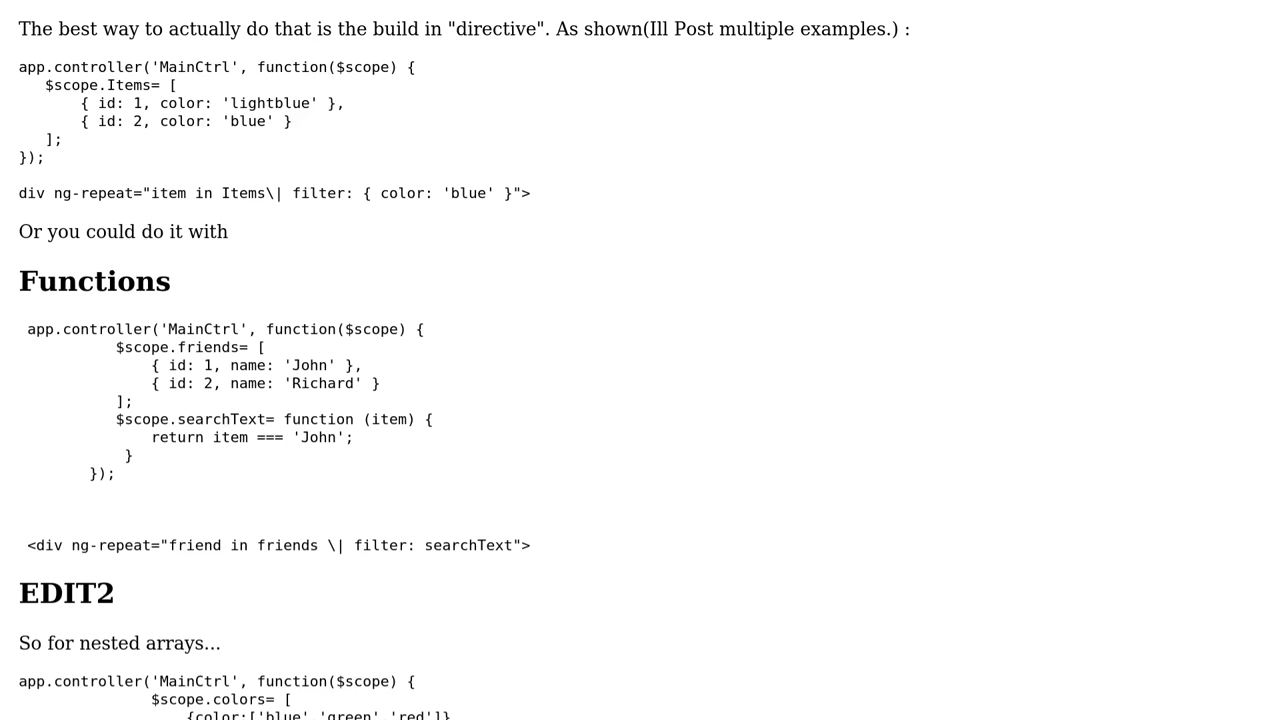 The best way to actually do that is the build in "directive". As shown(Ill Post multiple examples.) :
app.controller('MainCtrl', function($scope) {
   $scope.Items= [
       { id: 1, color: 'lightblue' },
       { id: 2, color: 'blue' }
   ];
});
div ng-repeat="item in Items\| filter: { color: 'blue' }">
Or you could do it with
Functions
 app.controller('MainCtrl', function($scope) {
           $scope.friends= [
               { id: 1, name: 'John' },
               { id: 2, name: 'Richard' }
           ];
           $scope.searchText= function (item) {
               return item === 'John';
            }
        });
 <div ng-repeat="friend in friends \| filter: searchText">
EDIT2
So for nested arrays...
app.controller('MainCtrl', function($scope) {
               $scope.colors= [
                   {color:['blue','green','red']}